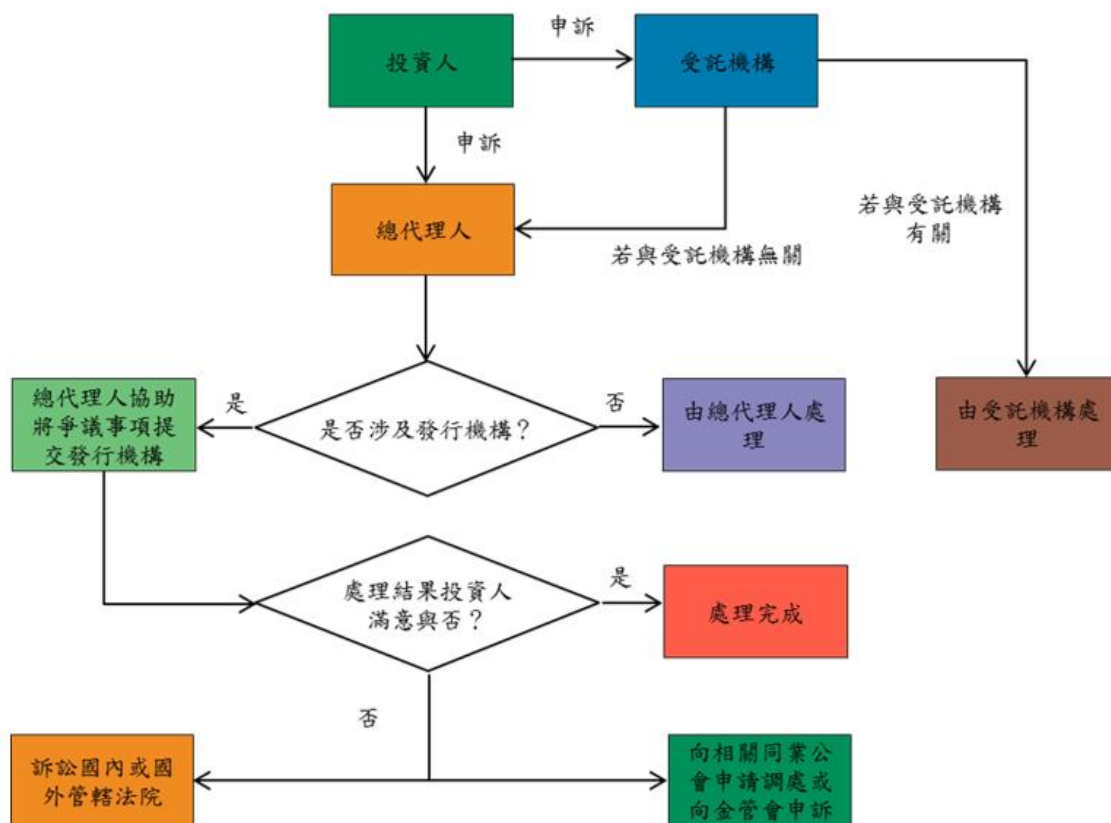 申訴
投資人
受託機構
申訴
總代理人
若與受託機構無關
若與受託機構
有關
總代理人協助
將爭議事項提
交發行機構
是
是否涉及發行機構？
否
由總代理人處
理
由受託機構處
理
處理結果投資人
滿意與否？
是
處理完成
否
訴訟國內或國
外管轄法院
向相關同業公
會申請調處或
向金管會申訴